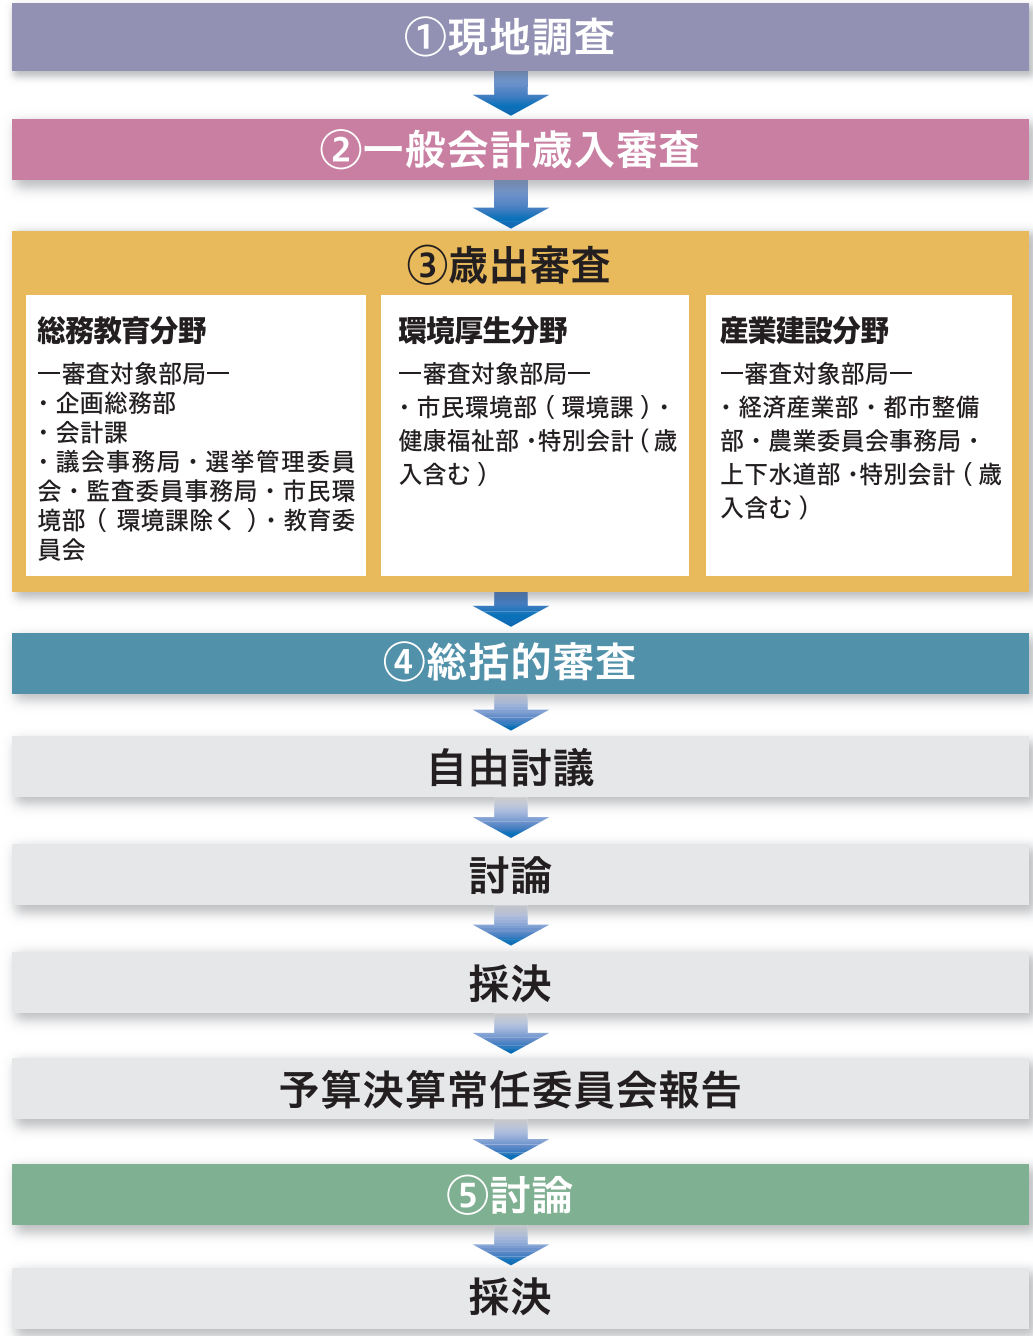 ①現地調査
②一般会計歳入審査
③歳出審査
総務教育分野
―審査対象部局―
・企画総務部
・会計課
・議会事務局・選挙管理委員
会・監査委員事務局・市民環
境部（ 環境課除く ）・教育委
員会
環境厚生分野
―審査対象部局―
・市民環境部（環境課）・
健康福祉部・特別会計（歳
入含む）
産業建設分野
―審査対象部局―
・経済産業部・都市整備
部・農業委員会事務局・
上下水道部・特別会計（歳
入含む）
④総括的審査
自由討議
討論
採決
予算決算常任委員会報告
⑤討論
採決